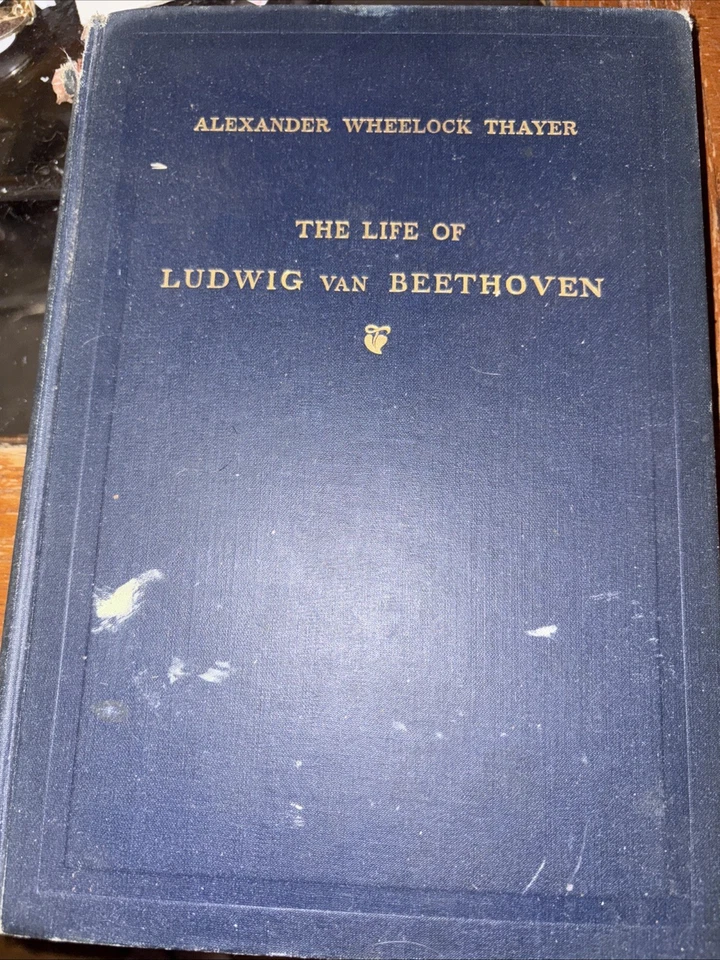 ALEXANDER WHEELOCK THAYER
THE LIFE OF
LUDWIG VAN BEETHOVEN